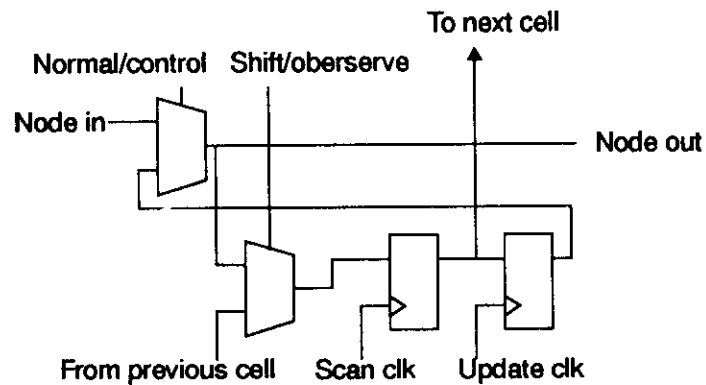 To next cell
Normal/control
Shift/oberserve
Node in
Node out
From previous cell
Scan clk
Update clk